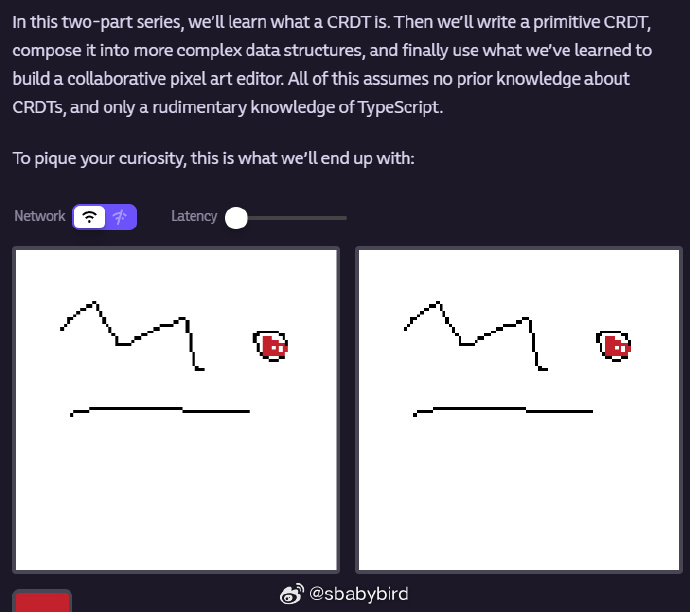 In this two-part series, we'll learn what a CRDT is. Then we'll write a primitive CRDT,
compose it into more complex data structures, and finally use what we've learned to
build a collaborative pixel art editor. All of this assumes no prior knowledge about
CRDTs, and only a rudimentary knowledge of TypeScript.
To pique your curiosity, this is what we'll end up with:
Network Latency
@sbabybird